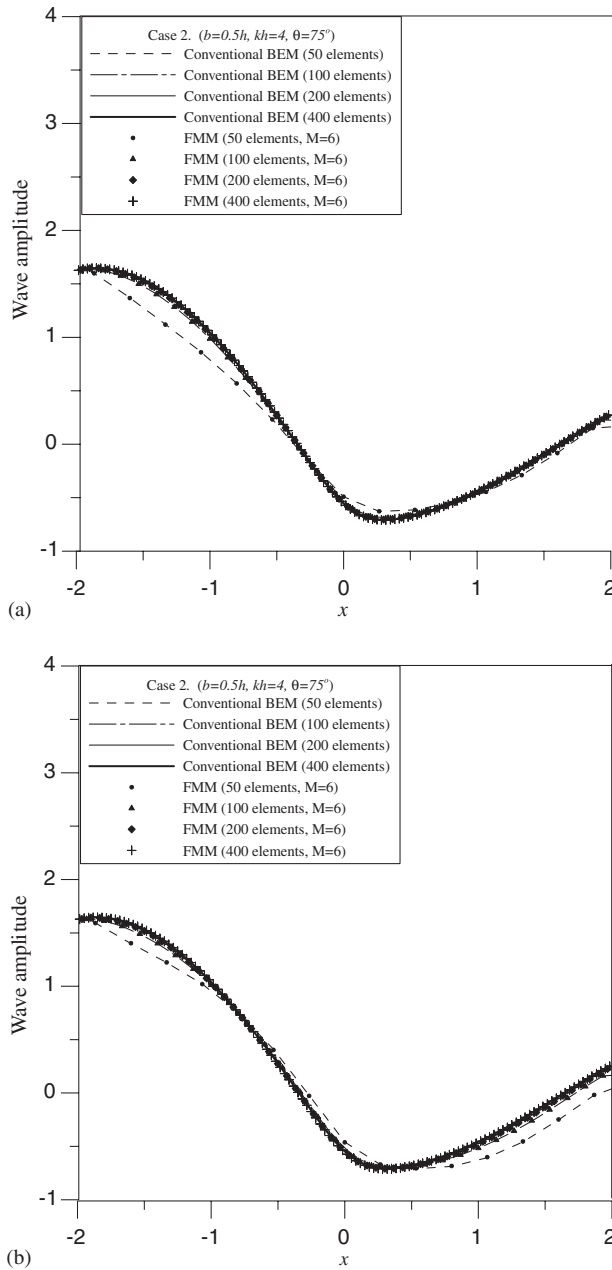 4
3
2
1
0
-1
Wave amplitude
Case 2. (b=0.5h, kh=4, θ=75°)
Conventional BEM (50 elements)
Conventional BEM (100 elements)
Conventional BEM (200 elements)
Conventional BEM (400 elements)
FMM (50 elements, M=6)
FMM (100 elements, M=6)
FMM (200 elements, M=6)
FMM (400 elements, M=6)
-2 -1 0 1 2
x
(a)
4
3
2
1
0
-1
Wave amplitude
Case 2. (b=0.5h, kh=4, θ=75°)
Conventional BEM (50 elements)
Conventional BEM (100 elements)
Conventional BEM (200 elements)
Conventional BEM (400 elements)
FMM (50 elements, M=6)
FMM (100 elements, M=6)
FMM (200 elements, M=6)
FMM (400 elements, M=6)
-2 -1 0 1 2
x
(b)